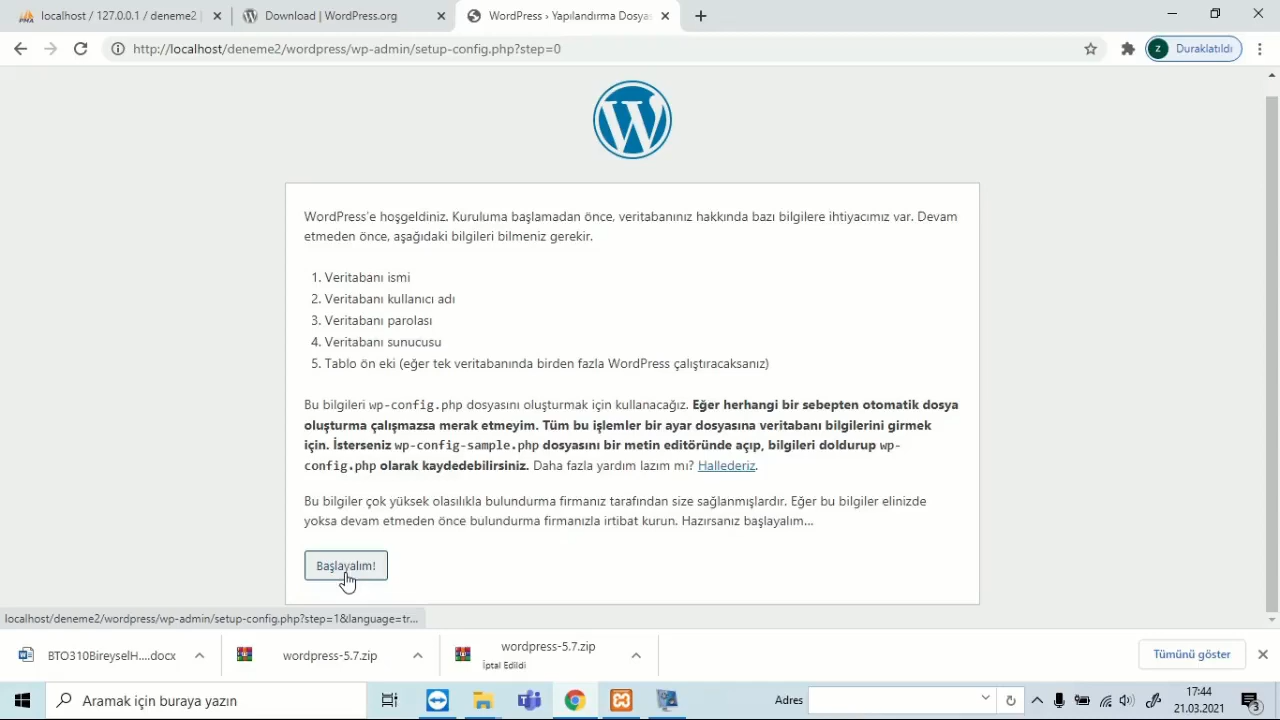 localhost / 127.0.0.1 / deneme2
Download | WordPress.org
WordPress › Yapılandırma Dosya
http://localhost/deneme2/wordpress/wp-admin/setup-config.php?step=0
z
Duraklatıldı
WordPress'e hoşgeldiniz. Kuruluma başlamadan önce, veritabanınız hakkında bazı bilgilere ihtiyacımız var. Devam
etmeden önce, aşağıdaki bilgileri bilmeniz gerekir.
1. Veritabanı ismi
2. Veritabanı kullanıcı adı
3. Veritabanı parolası
4. Veritabanı sunucusu
5. Tablo ön eki (eğer tek veritabanında birden fazla WordPress çalıştıracaksanız)
Bu bilgileri wp-config.php dosyasını oluşturmak için kullanacağız. Eğer herhangi bir sebepten otomatik dosya
oluşturma çalışmazsa merak etmeyim. Tüm bu işlemler bir ayar dosyasına veritabanı bilgilerini girmek
için. İsterseniz wp-config-sample.php dosyasını bir metin editöründe açıp, bilgileri doldurup wp-
config.php olarak kaydedebilirsiniz. Daha fazla yardım lazım mı? Hallederiz.
Bu bilgiler çok yüksek olasılıkla bulundurma firmanız tarafından size sağlanmışlardır. Eğer bu bilgiler elinizde
yoksa devam etmeden önce bulundurma firmanızla irtibat kurun. Hazırsanız başlayalım...
Başlayalım!
localhost/deneme2/wordpress/wp-admin/setup-config.php?step=1&language=tr...
BTO310BireyselH....docx
wordpress-5.7.zip
wordpress-5.7.zip
İptal Edildi
Tümünü göster
Aramak için buraya yazın
Adres
17:44
21.03.2021
3